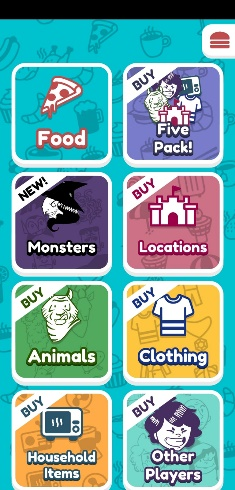 Food
BUY
Five
Pack!
NEW!
Monsters
BUY
Locations
BUY
Animals
BUY
Clothing
BUY
Household
Items
BUY
Other
Players